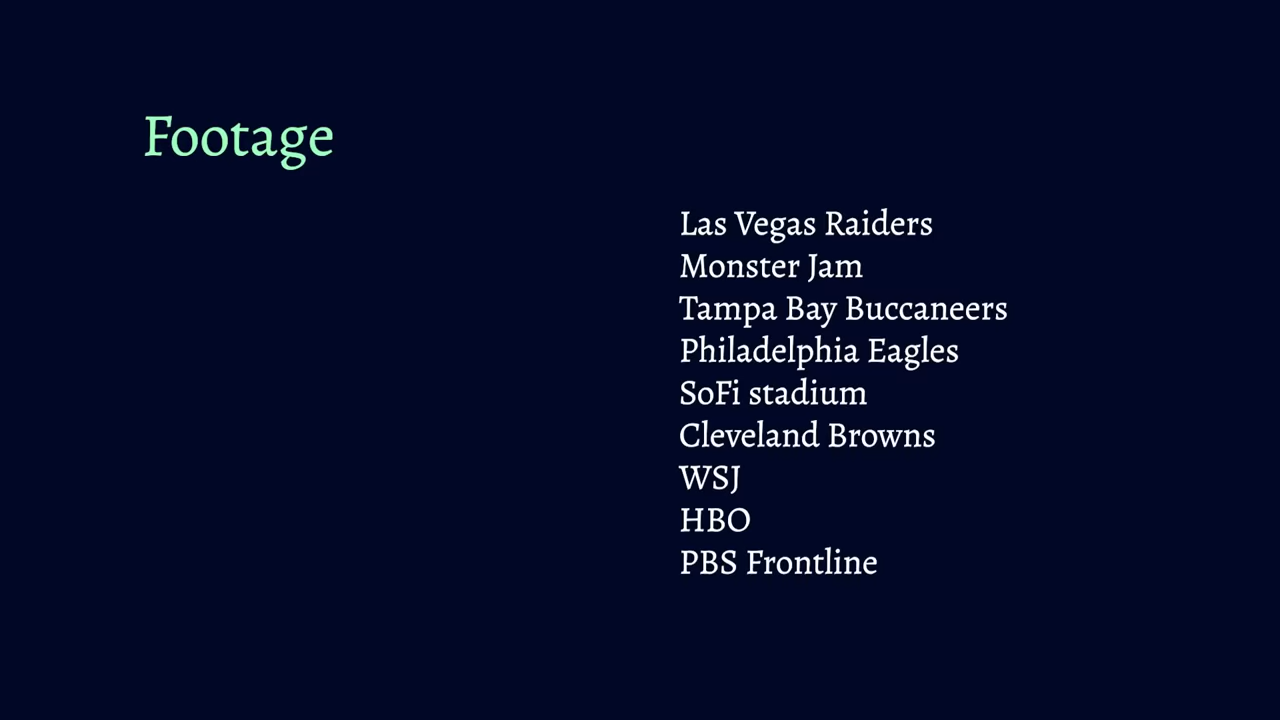 Footage
Las Vegas Raiders
Monster Jam
Tampa Bay Buccaneers
Philadelphia Eagles
SoFi stadium
Cleveland Browns
WSJ
HBO
PBS Frontline